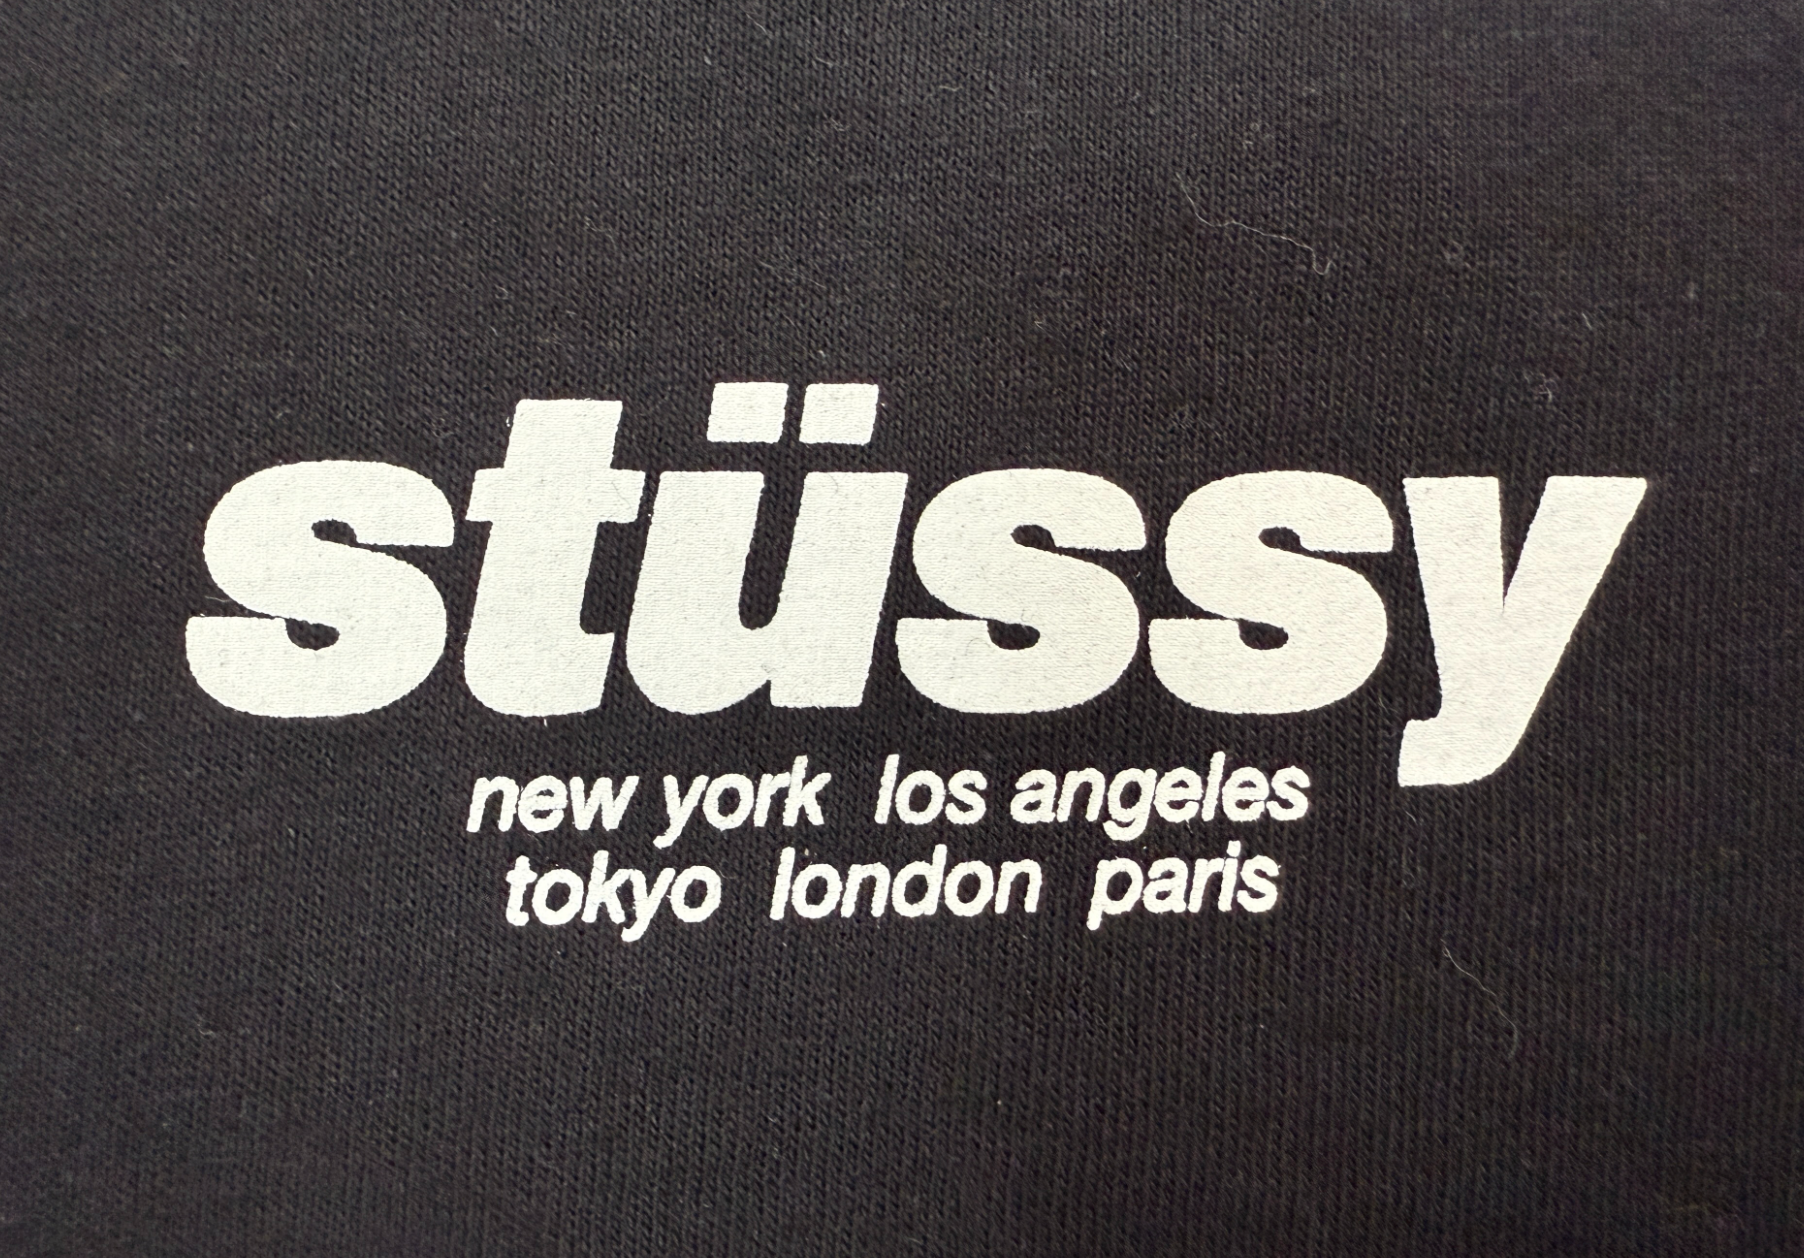 stüssy
new york los angeles
tokyo london paris